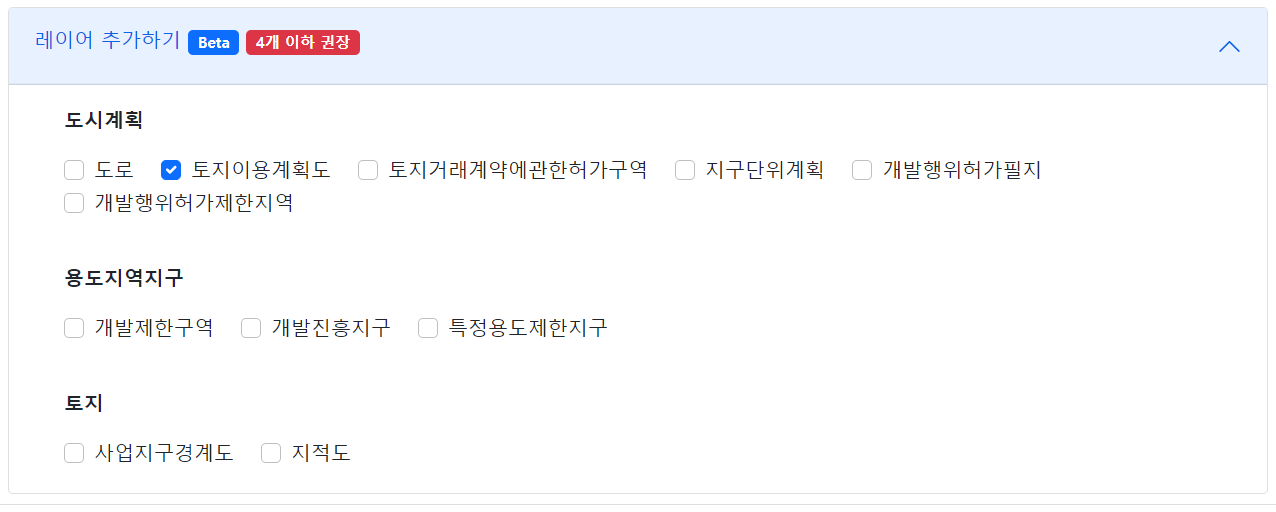 레이어 추가하기 Beta 4개 이하 권장
도시계획
도로 토지이용계획도 토지거래계약에관한허가구역 지구단위계획 개발행위허가필지
개발행위허가제한지역
용도지역지구
개발제한구역 개발진흥지구 특정용도제한지구
토지
사업지구경계도 지적도